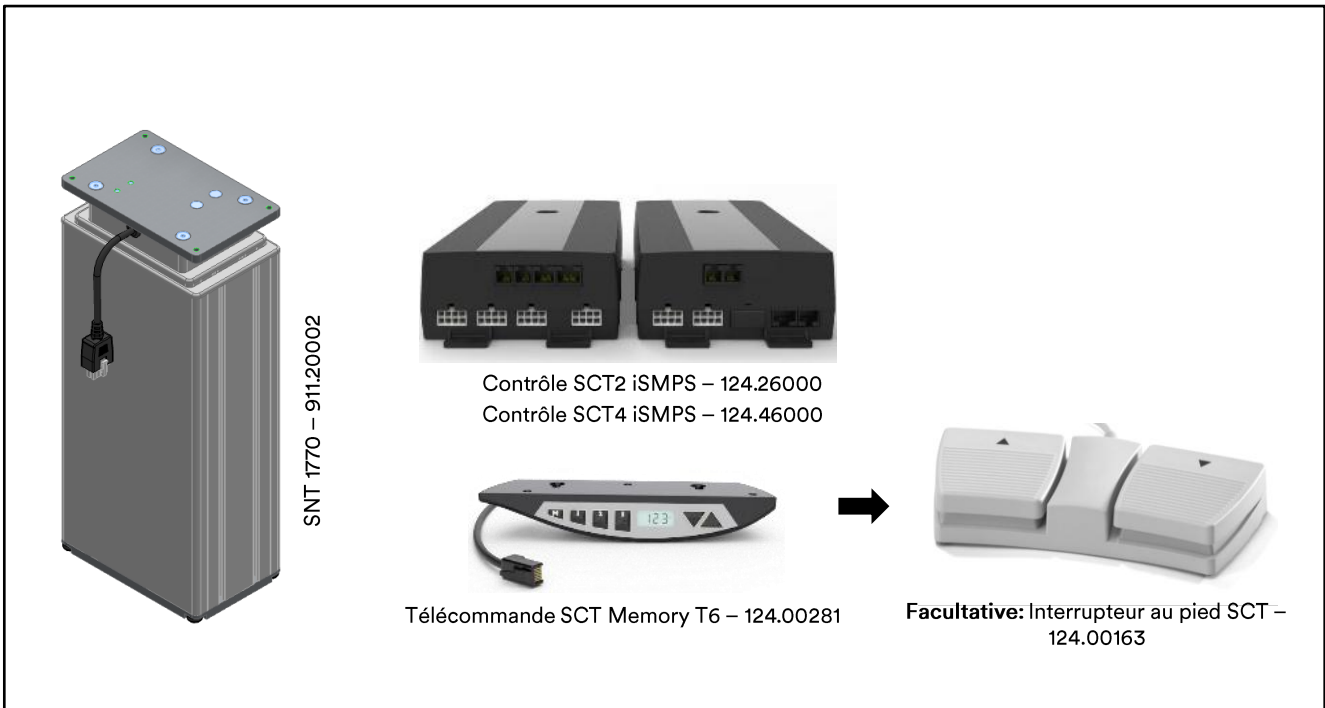 SNT 1770 – 911.20002
Contrôle SCT2 iSMPS – 124.26000
Contrôle SCT4 iSMPS – 124.46000
123
Télécommande SCT Memory T6 – 124.00281
Facultative: Interrupteur au pied SCT –
124.00163